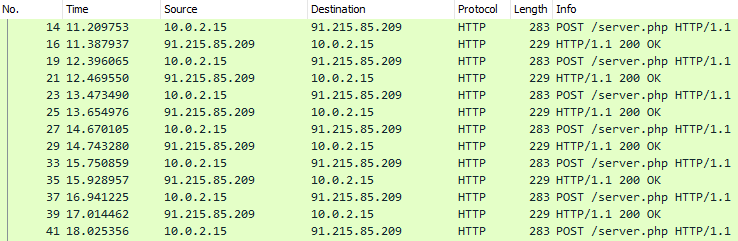 No. Time Source Destination Protocol Length Info
14 11.209753 10.0.2.15 91.215.85.209 HTTP 283 POST /server.php HTTP/1.1
16 11.387937 91.215.85.209 10.0.2.15 HTTP 229 HTTP/1.1 200 OK
19 12.396065 10.0.2.15 91.215.85.209 HTTP 283 POST /server.php HTTP/1.1
21 12.469550 91.215.85.209 10.0.2.15 HTTP 229 HTTP/1.1 200 OK
23 13.473490 10.0.2.15 91.215.85.209 HTTP 283 POST /server.php HTTP/1.1
25 13.654976 91.215.85.209 10.0.2.15 HTTP 229 HTTP/1.1 200 OK
27 14.670105 10.0.2.15 91.215.85.209 HTTP 283 POST /server.php HTTP/1.1
29 14.743280 91.215.85.209 10.0.2.15 HTTP 229 HTTP/1.1 200 OK
33 15.750859 10.0.2.15 91.215.85.209 HTTP 283 POST /server.php HTTP/1.1
35 15.928957 91.215.85.209 10.0.2.15 HTTP 229 HTTP/1.1 200 OK
37 16.941225 10.0.2.15 91.215.85.209 HTTP 283 POST /server.php HTTP/1.1
39 17.014462 91.215.85.209 10.0.2.15 HTTP 229 HTTP/1.1 200 OK
41 18.025356 10.0.2.15 91.215.85.209 HTTP 283 POST /server.php HTTP/1.1